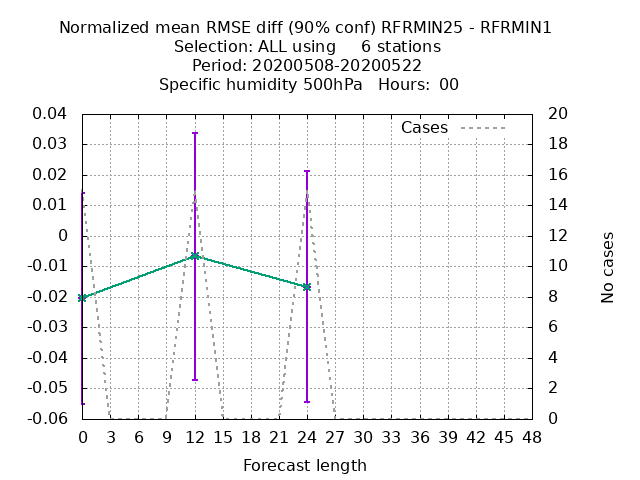 Normalized mean RMSE diff (90% conf) RFRMIN25 - RFRMIN1
Selection: ALL using 6 stations
Period: 20200508-20200522
Specific humidity 500hPa Hours: 00
Cases
0.04
0.03
0.02
0.01
0
-0.01
-0.02
-0.03
-0.04
-0.05
-0.06
20
18
16
14
12
10
8
6
4
2
0
No cases
0 3 6 9 12 15 18 21 24 27 30 33 36 39 42 45 48
Forecast length